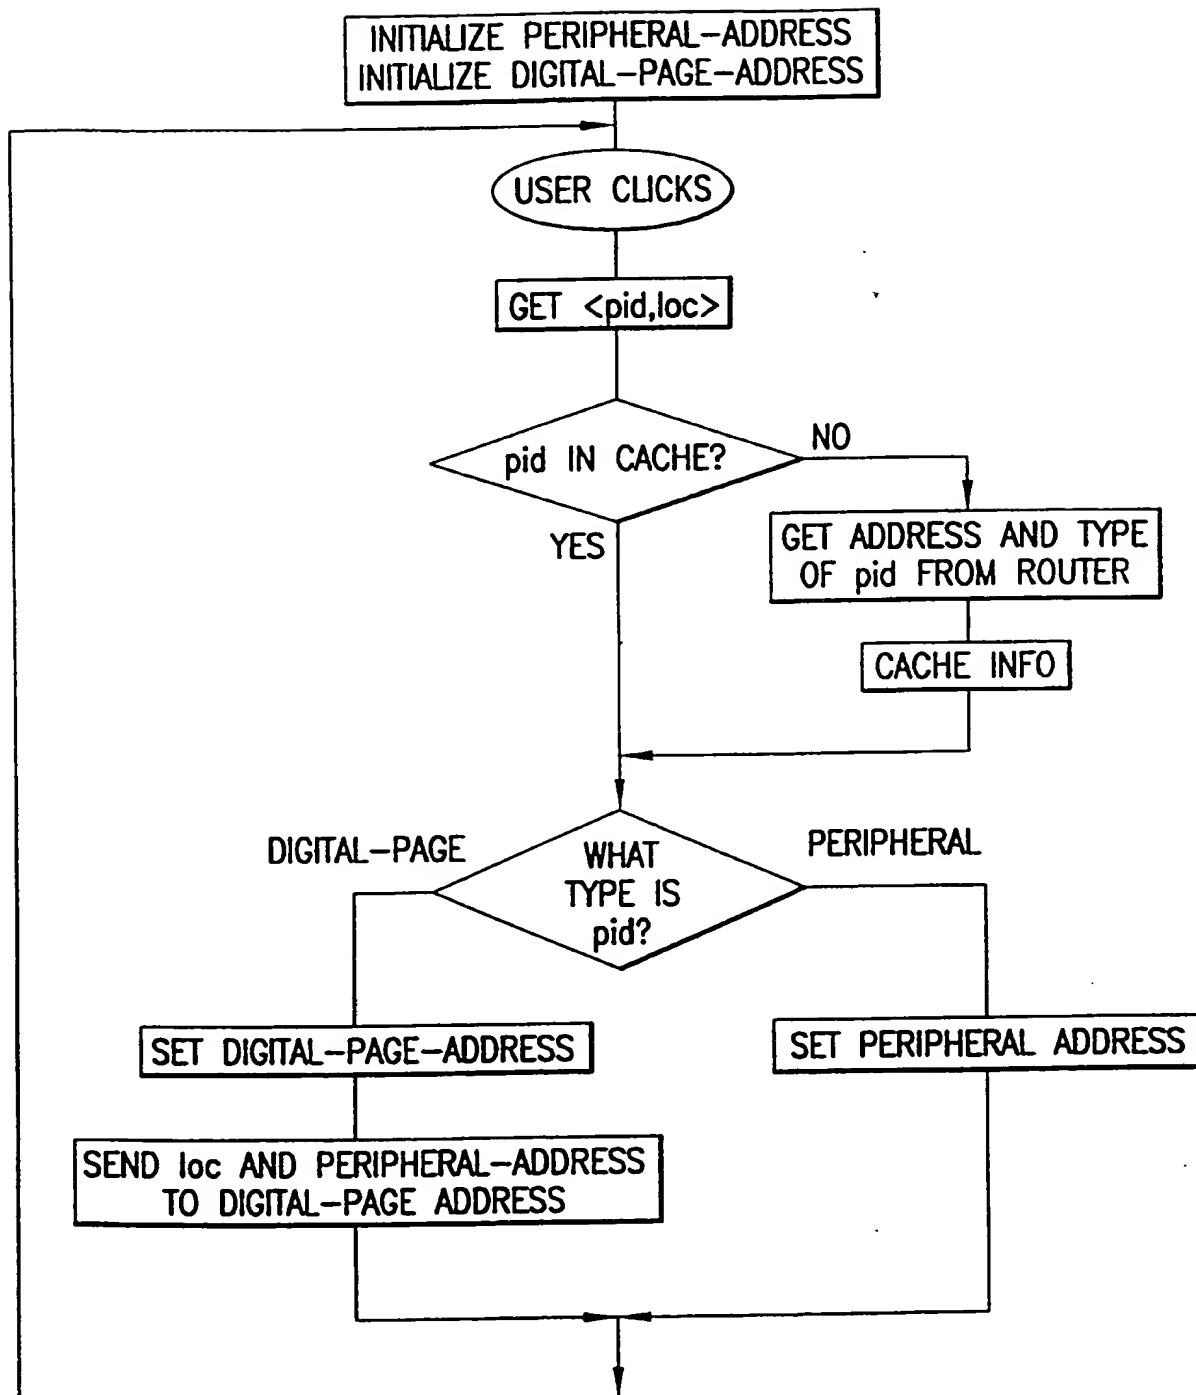 INITIALIZE PERIPHERAL-ADDRESS
INITIALIZE DIGITAL-PAGE-ADDRESS
USER CLICKS
GET <pid,loc>
pid IN CACHE?
NO
YES
GET ADDRESS AND TYPE
OF pid FROM ROUTER
CACHE INFO
DIGITAL-PAGE
WHAT
TYPE IS
pid?
PERIPHERAL
SET DIGITAL-PAGE-ADDRESS
SET PERIPHERAL ADDRESS
SEND loc AND PERIPHERAL-ADDRESS
TO DIGITAL-PAGE ADDRESS